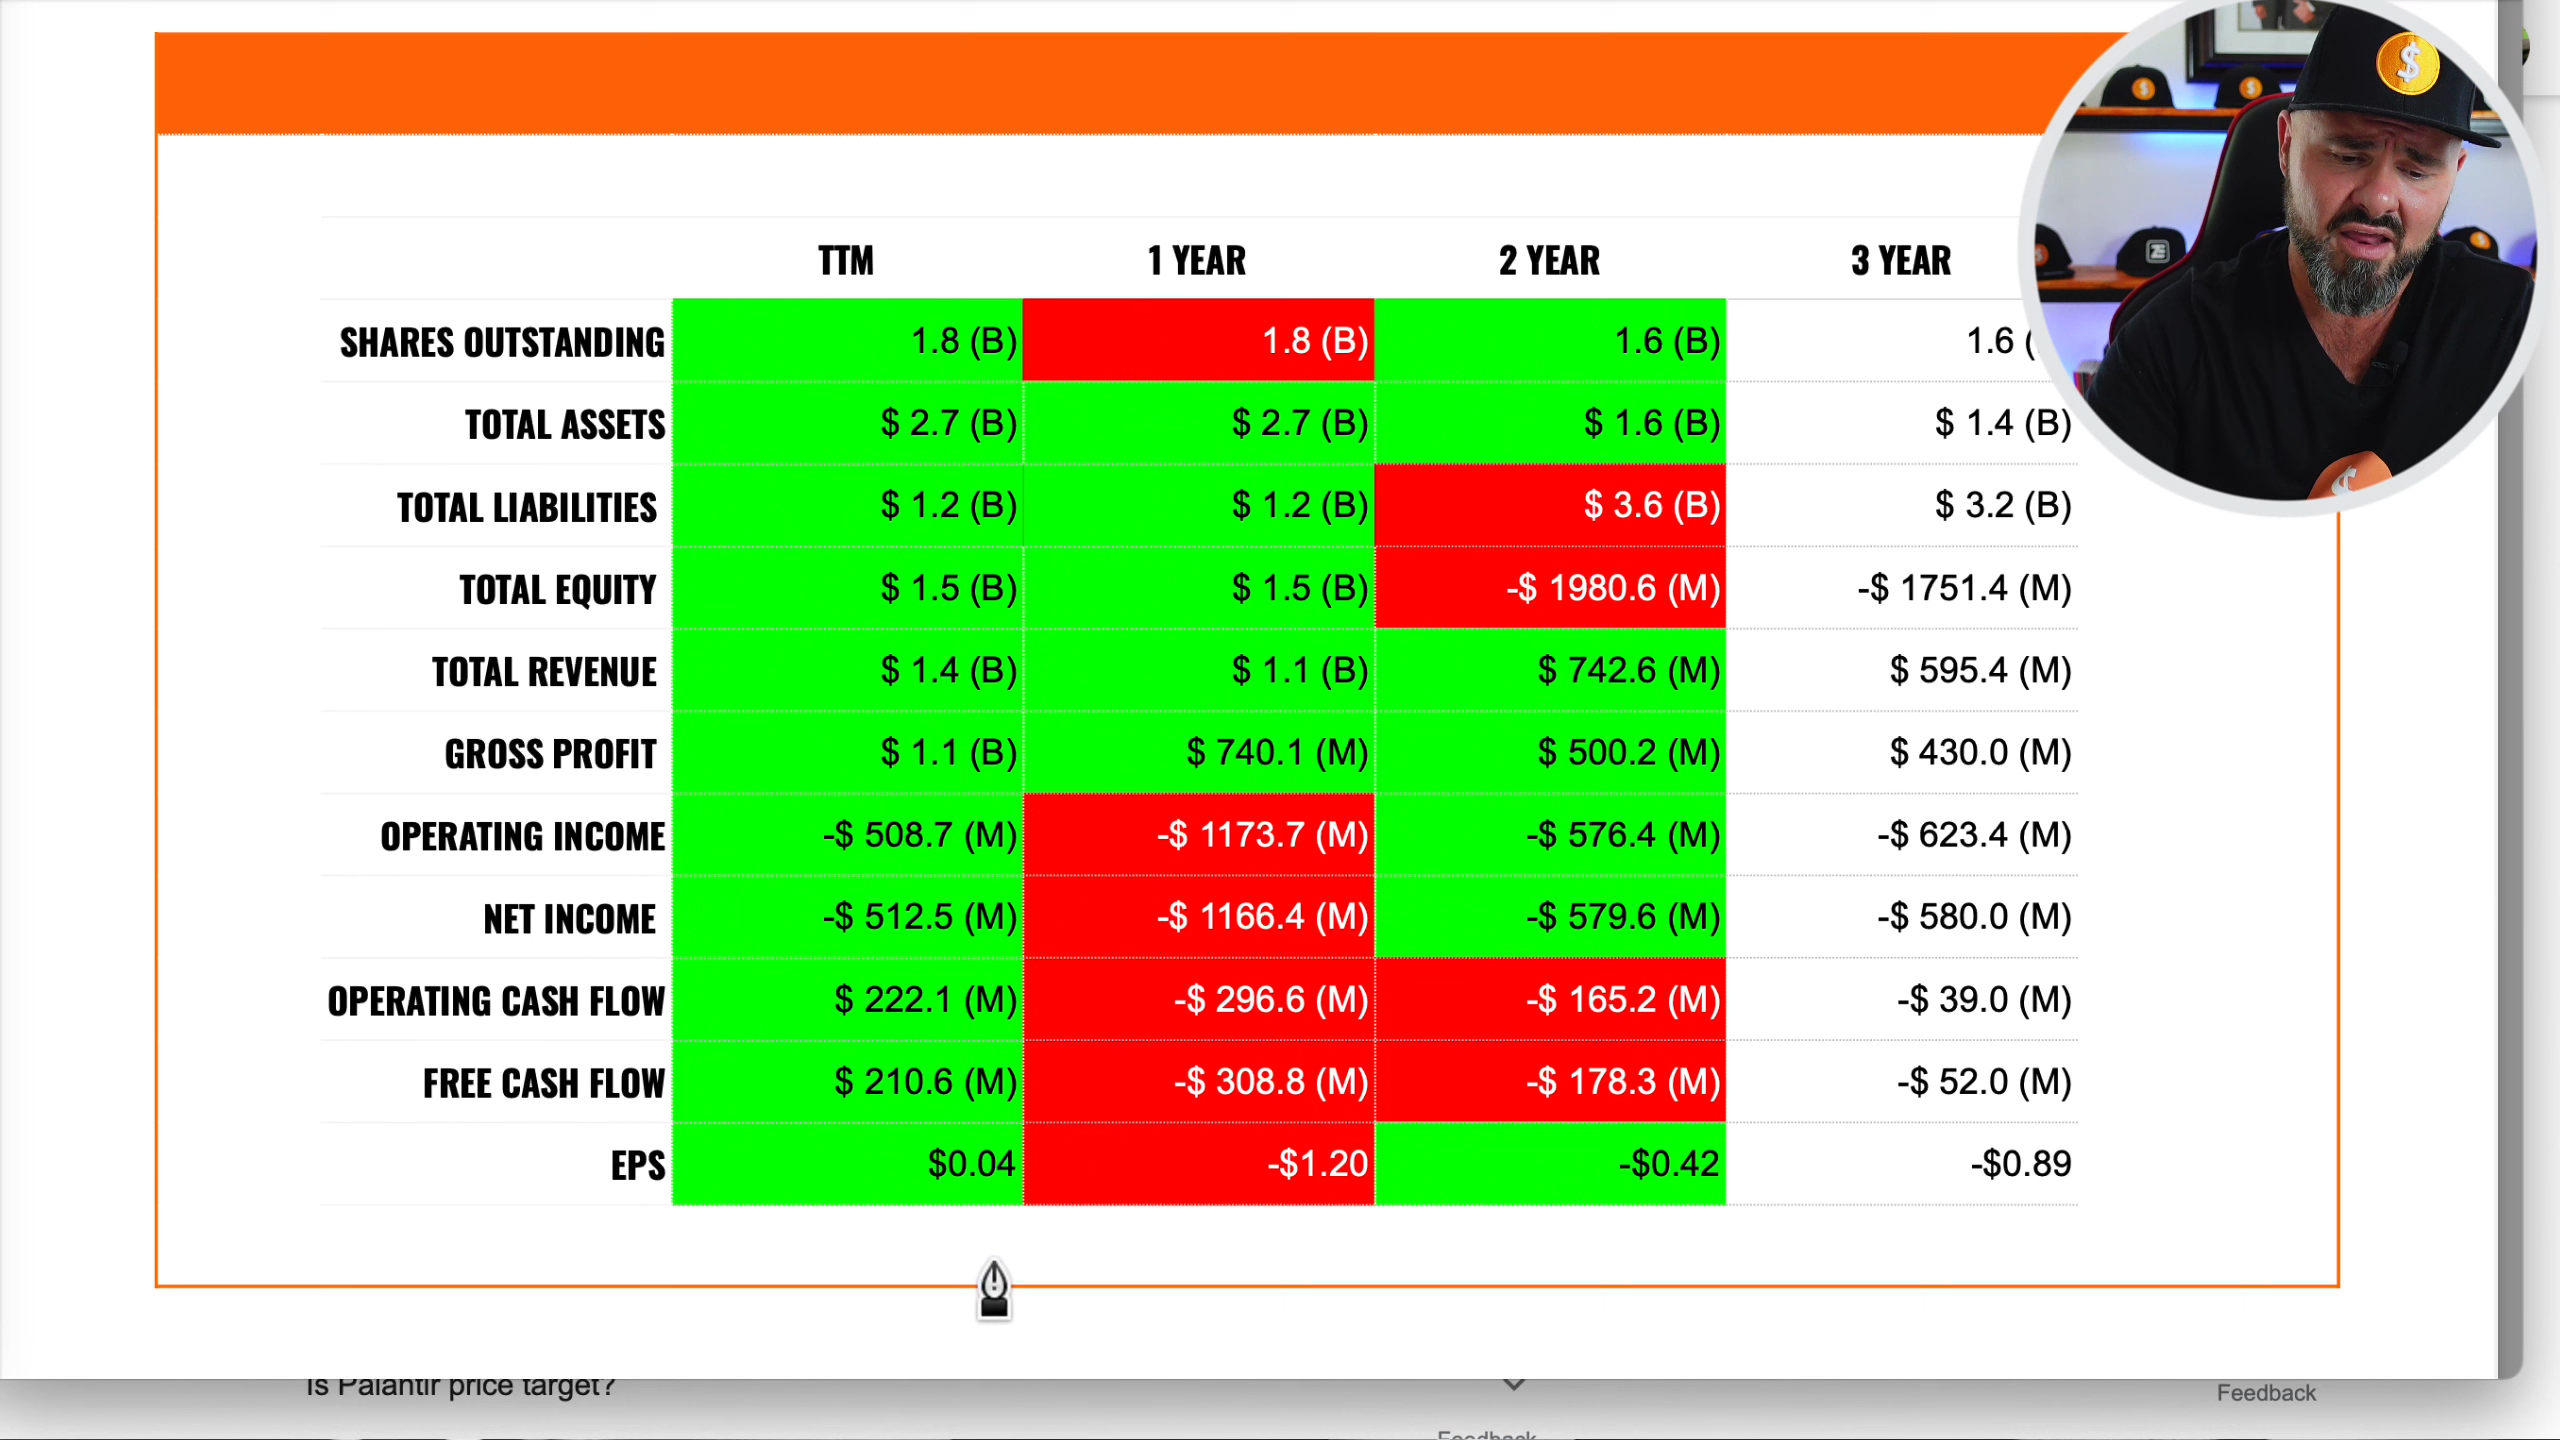 TTM 1 YEAR 2 YEAR 3 YEAR
SHARES OUTSTANDING 1.8 (B) 1.8 (B) 1.6 (B) 1.6 (
TOTAL ASSETS $ 2.7 (B) $ 2.7 (B) $ 1.6 (B) $ 1.4 (B)
TOTAL LIABILITIES $ 1.2 (B) $ 1.2 (B) $ 3.6 (B) $ 3.2 (B)
TOTAL EQUITY $ 1.5 (B) $ 1.5 (B) -$ 1980.6 (M) -$ 1751.4 (M)
TOTAL REVENUE $ 1.4 (B) $ 1.1 (B) $ 742.6 (M) $ 595.4 (M)
GROSS PROFIT $ 1.1 (B) $ 740.1 (M) $ 500.2 (M) $ 430.0 (M)
OPERATING INCOME -$ 508.7 (M) -$ 1173.7 (M) -$ 576.4 (M) -$ 623.4 (M)
NET INCOME -$ 512.5 (M) -$ 1166.4 (M) -$ 579.6 (M) -$ 580.0 (M)
OPERATING CASH FLOW $ 222.1 (M) -$ 296.6 (M) -$ 165.2 (M) -$ 39.0 (M)
FREE CASH FLOW $ 210.6 (M) -$ 308.8 (M) -$ 178.3 (M) -$ 52.0 (M)
EPS $0.04 -$1.20 -$0.42 -$0.89
Is Palantir price target?
Feedback
Feedback
$